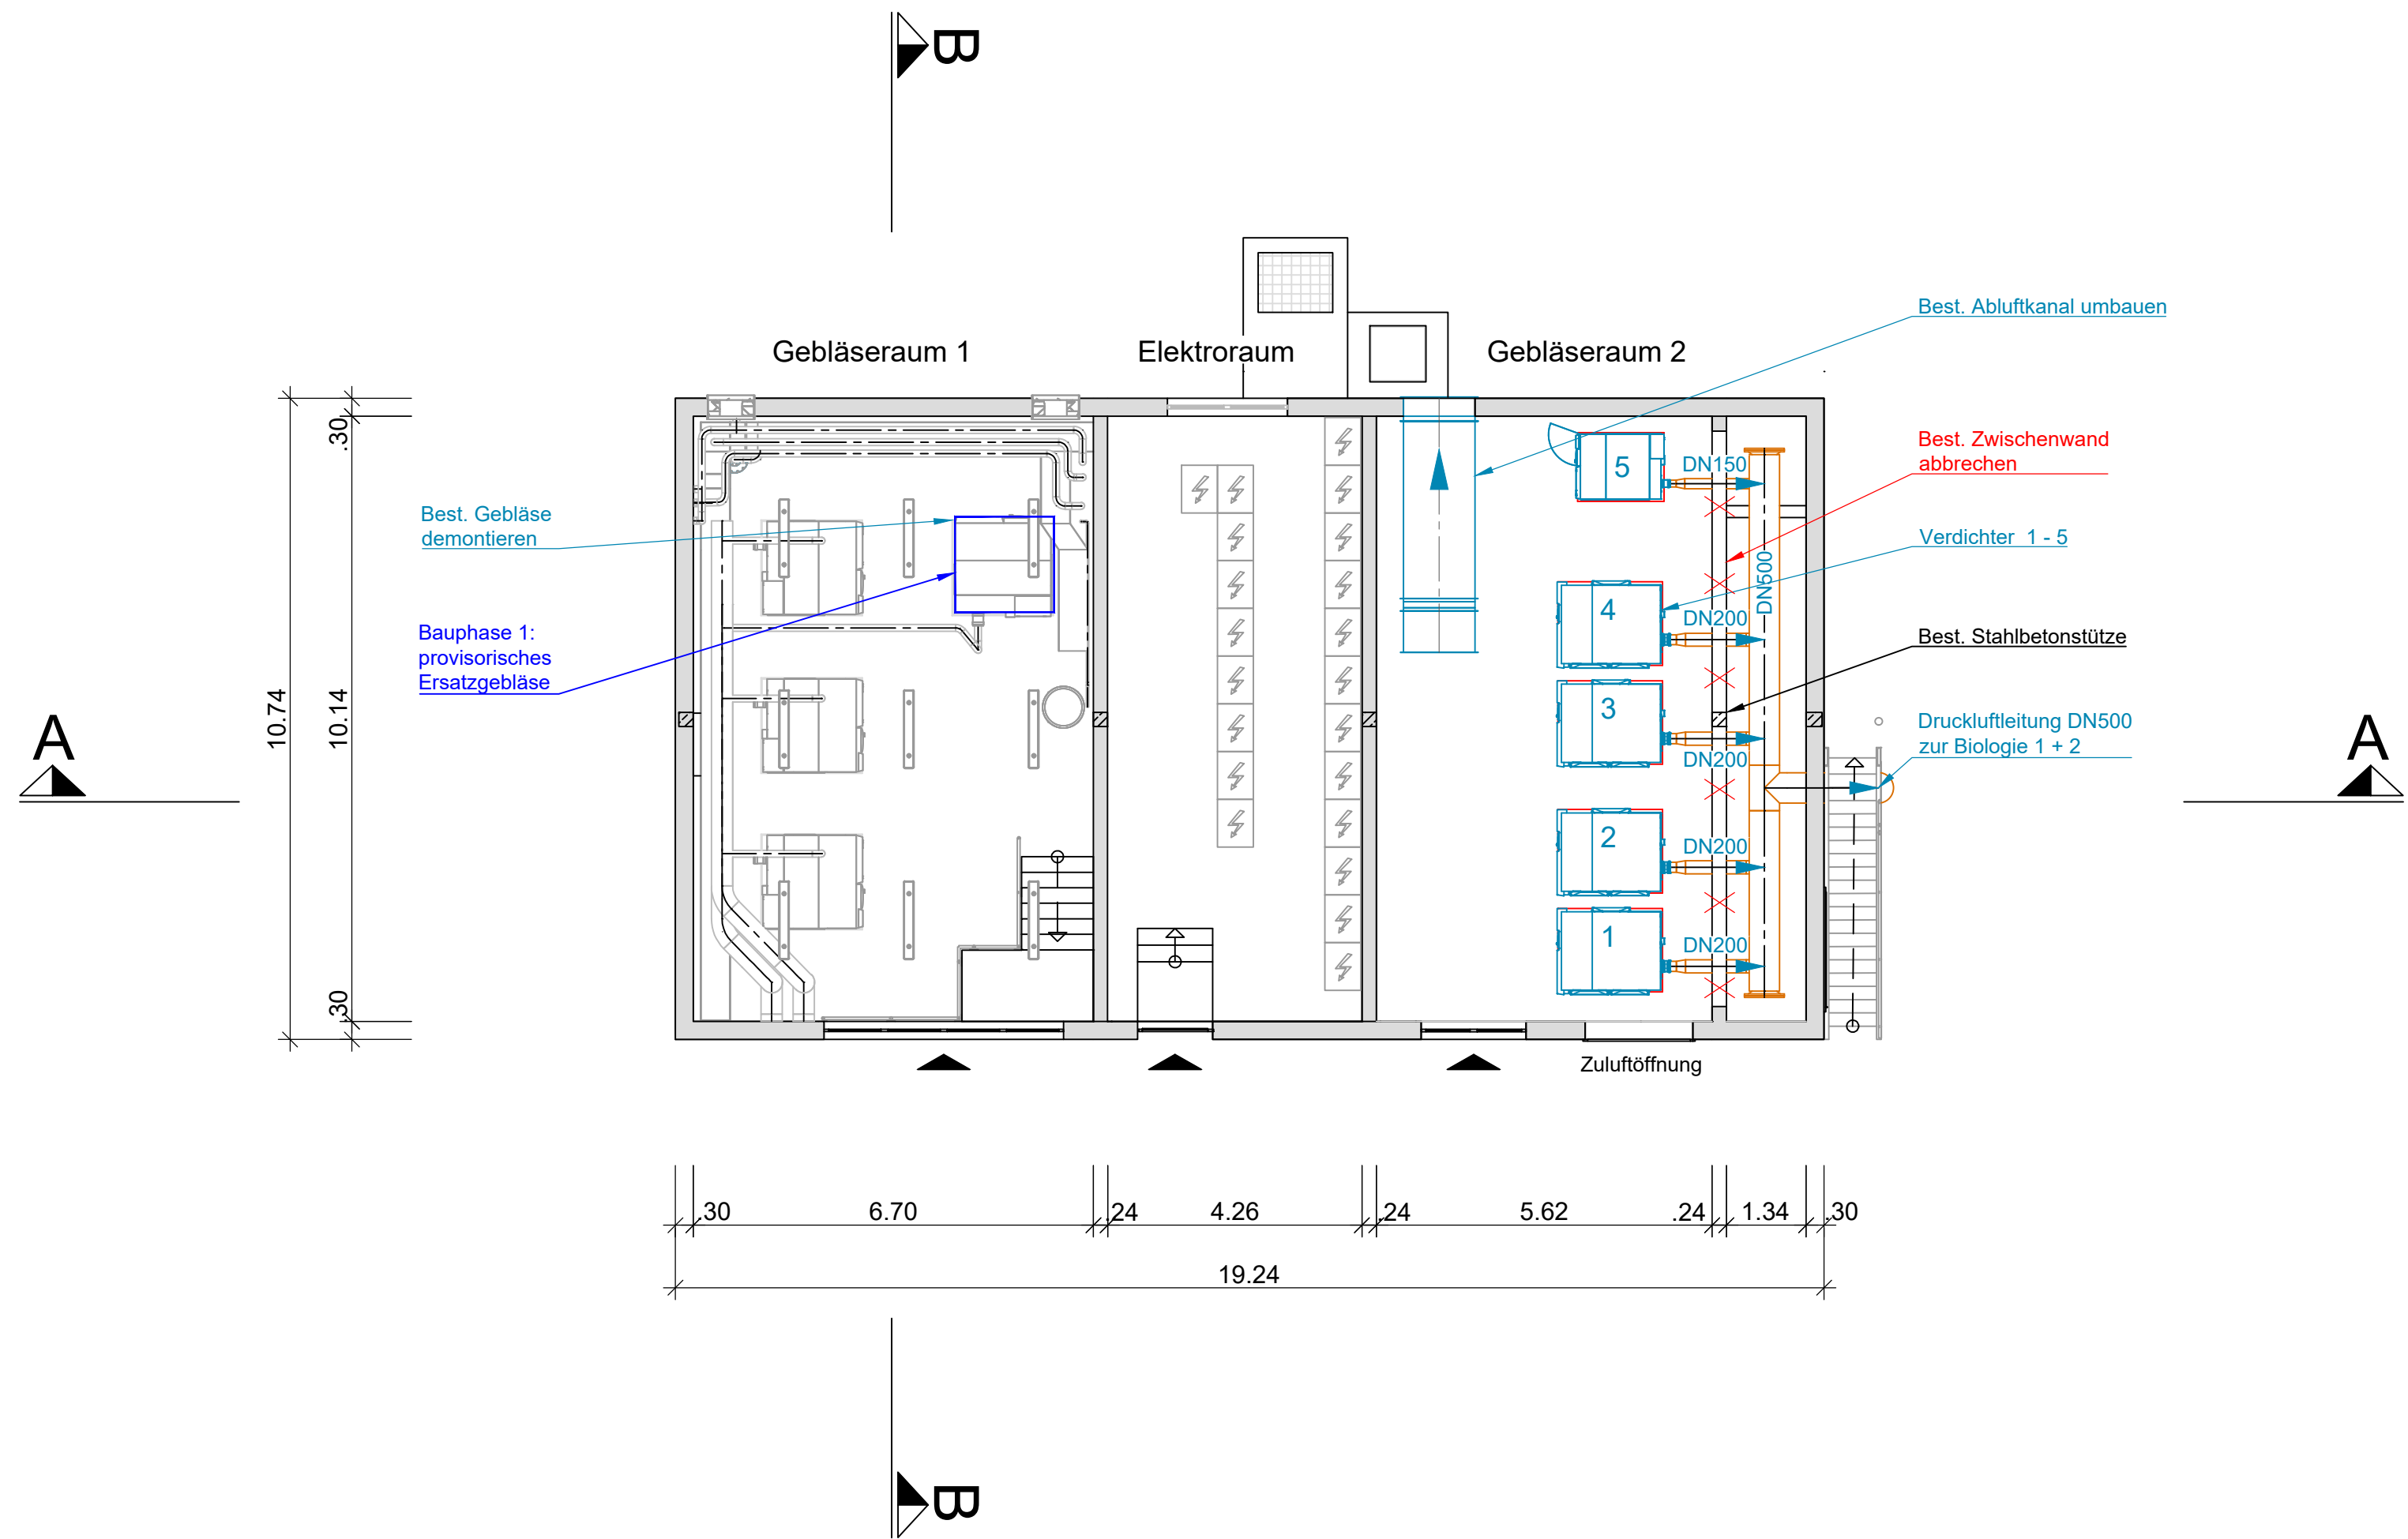 B
Best. Abluftkanal umbauen
Gebläseraum 1
Elektroraum
Gebläseraum 2
.30
10.74
10.14
.30
Best. Gebläse
demontieren
Bauphase 1:
provisorisches
Ersatzgebläse
5
DN150
4
DN200
3
DN200
2
DN200
1
DN200
DN500
Best. Zwischenwand
abbrechen
Verdichter 1 - 5
Best. Stahlbetonstütze
Druckluftleitung DN500
zur Biologie 1 + 2
A
A
Zuluftöffnung
.30
6.70
.24
4.26
.24
5.62
.24
1.34
.30
19.24
B